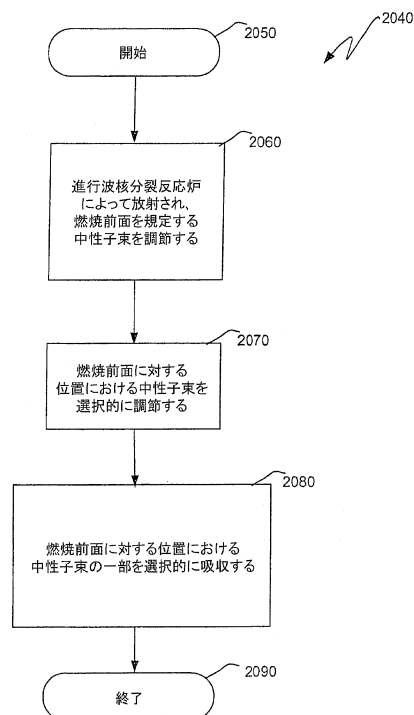 2040
開始
2050
2060
進行波核分裂反応炉
によって放射され、
燃焼前面を規定する
中性子束を調節する
2070
燃焼前面に対する
位置における中性子束を
選択的に調節する
2080
燃焼前面に対する位置における
中性子束の一部を選択的に吸収する
2090
終了